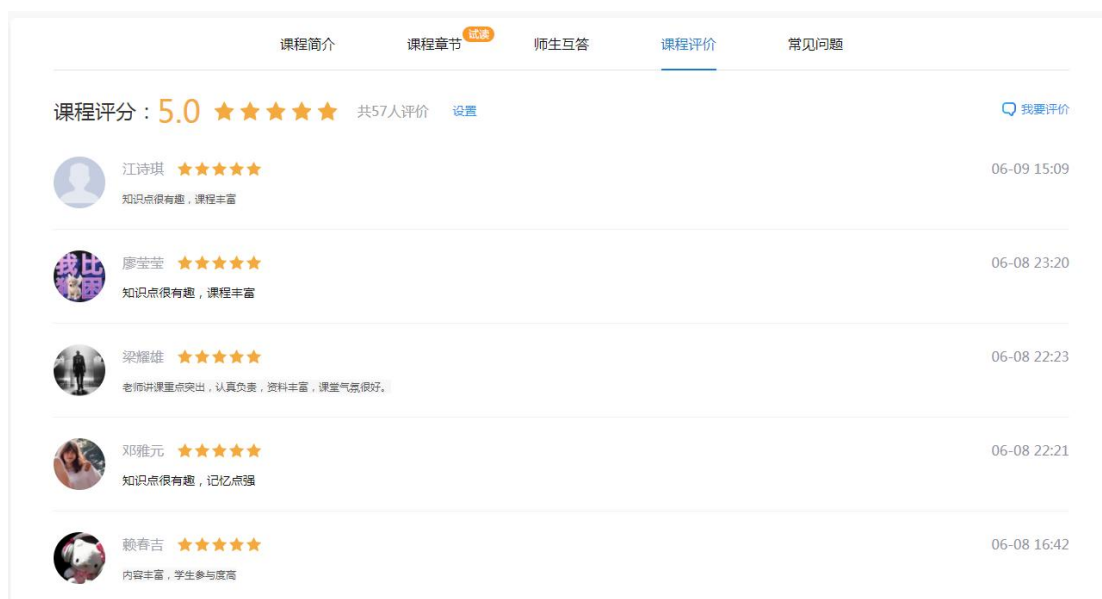 课程简介 课程章节 试读 师生互答 课程评价 常见问题
课程评分：5.0 共57人评价 设置 我要评价
江诗琪 06-09 15:09
知识点很有趣，课程丰富
廖莹莹 06-08 23:20
知识点很有趣，课程丰富
我比
狗困
梁耀雄 06-08 22:23
老师讲课重点突出，认真负责，资料丰富，课堂气氛很好。
邓雅元 06-08 22:21
知识点很有趣，记忆点强
赖春吉 06-08 16:42
内容丰富，学生参与度高